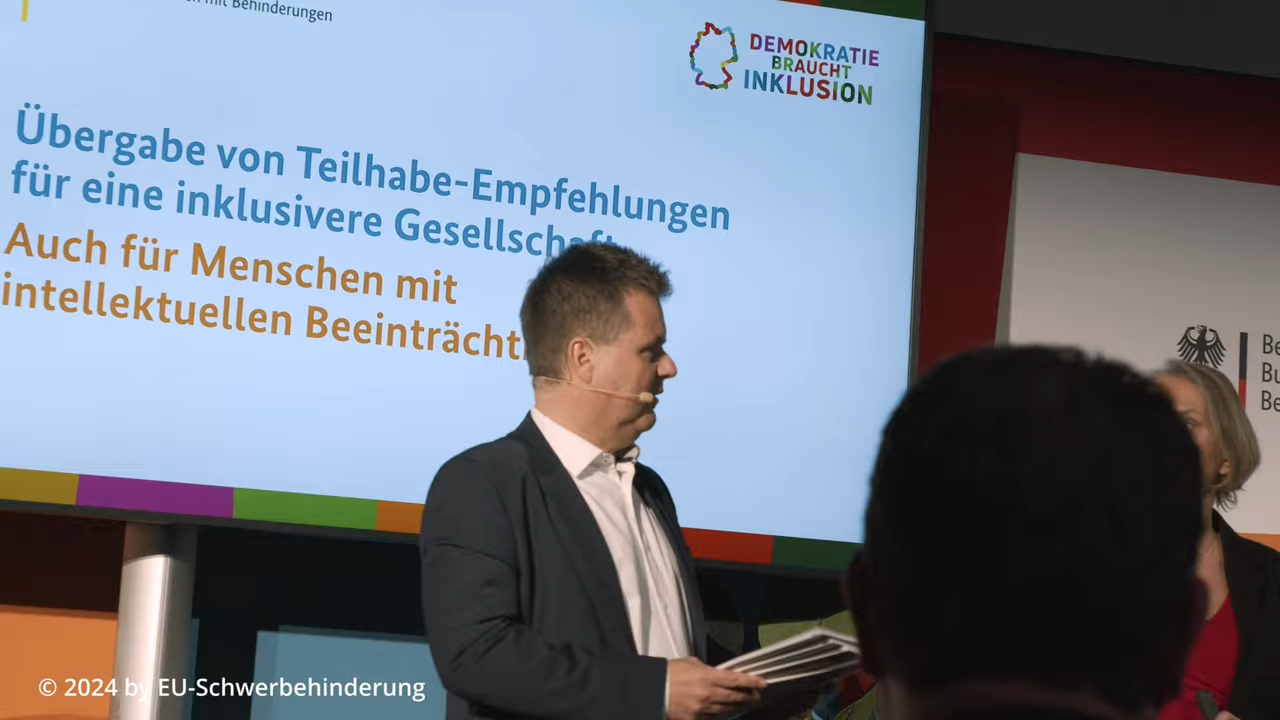 mit Behinderungen
DEMOKRATIE
BRAUCHT
INKLUSION
Übergabe von Teilhabe-Empfehlungen
für eine inklusivere Gesellschaft
Auch für Menschen mit
intellektuellen Beeinträcht
Be
Bu
Be
© 2024 by EU-Schwerbehinderung